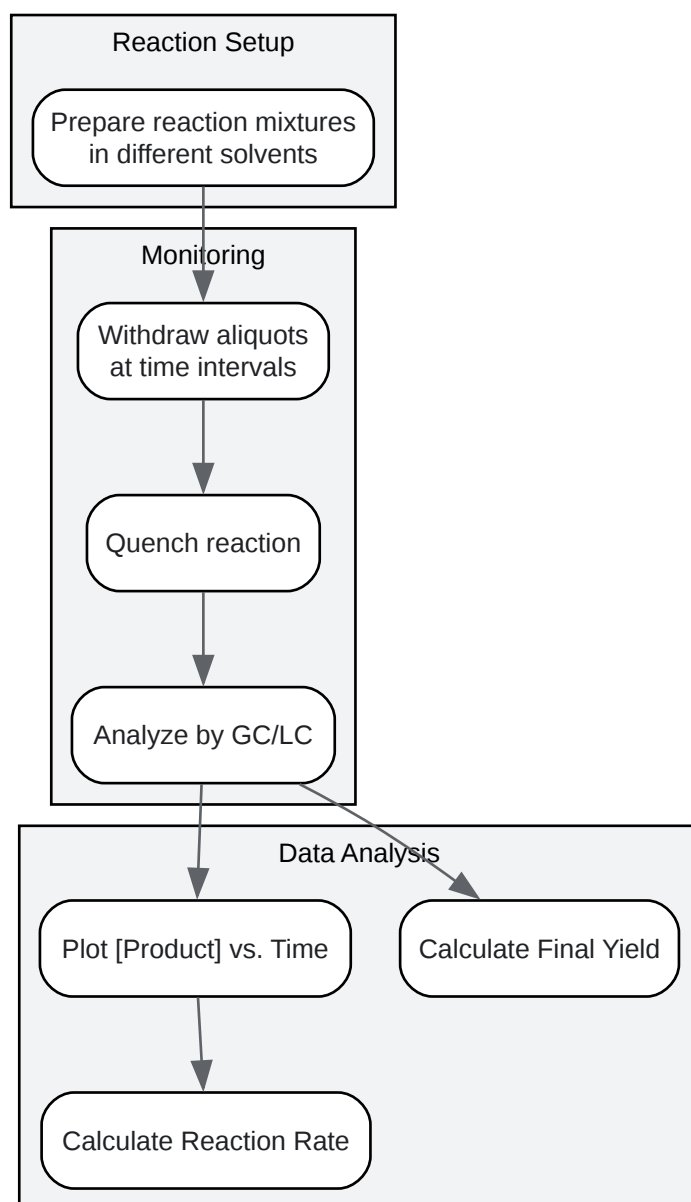 Reaction Setup
Prepare reaction mixtures
in different solvents
Monitoring
Withdraw aliquots
at time intervals
Quench reaction
Analyze by GC/LC
Data Analysis
Plot [Product] vs. Time
Calculate Final Yield
Calculate Reaction Rate